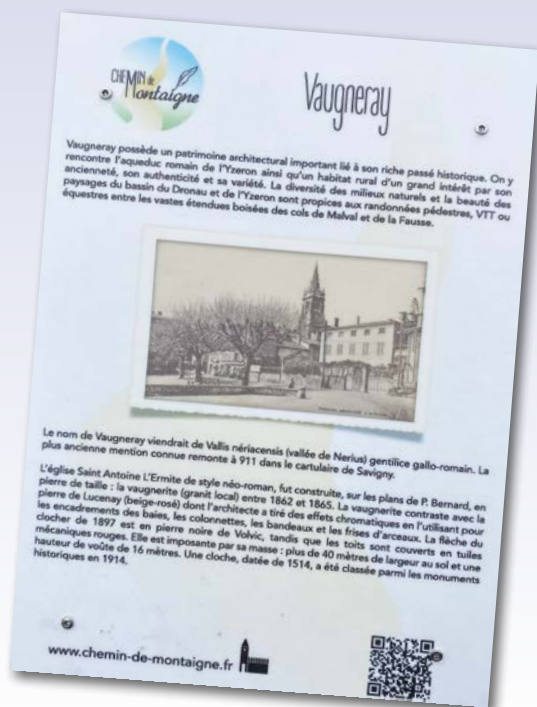 CHEMIN de
Montaigne
Vaugneray
Vaugneray possède un patrimoine architectural important lié à son riche passé historique. On y
rencontre l'aqueduc romain de l'Yzeron ainsi qu'un habitat rural d'un grand intérêt par son
ancienneté, son authenticité et sa variété. La diversité des milieux naturels et la beauté des
paysages du bassin du Dronau et de l'Yzeron sont propices aux randonnées pédestres, VTT ou
équestres entre les vastes étendues boisées des cols de Malval et de la Fausse.
Le nom de Vaugneray viendrait de Vallis nériacensis (vallée de Nerius) gentilice gallo-romain. La
plus ancienne mention connue remonte à 911 dans le cartulaire de Savigny.
L'église Saint Antoine L'Ermite de style néo-roman, fut construite, sur les plans de P. Bernard, en
pierre de taille : la vaugnerite (granit local) entre 1862 et 1865. La vaugnerite contraste avec la
pierre de Lucenay (beige-rosé) dont l'architecte a tiré des effets chromatiques en l'utilisant pour
les encadrements des baies, les colonnettes, les bandeaux et les frises d'arceaux. La flèche du
clocher de 1897 est en pierre noire de Volvic, tandis que les toits sont couverts en tuiles
mécaniques rouges. Elle est imposante par sa masse : plus de 40 mètres de largeur au sol et une
hauteur de voûte de 16 mètres. Une cloche, datée de 1514, a été classée parmi les monuments
historiques en 1914.
www.chemin-de-montaigne.fr